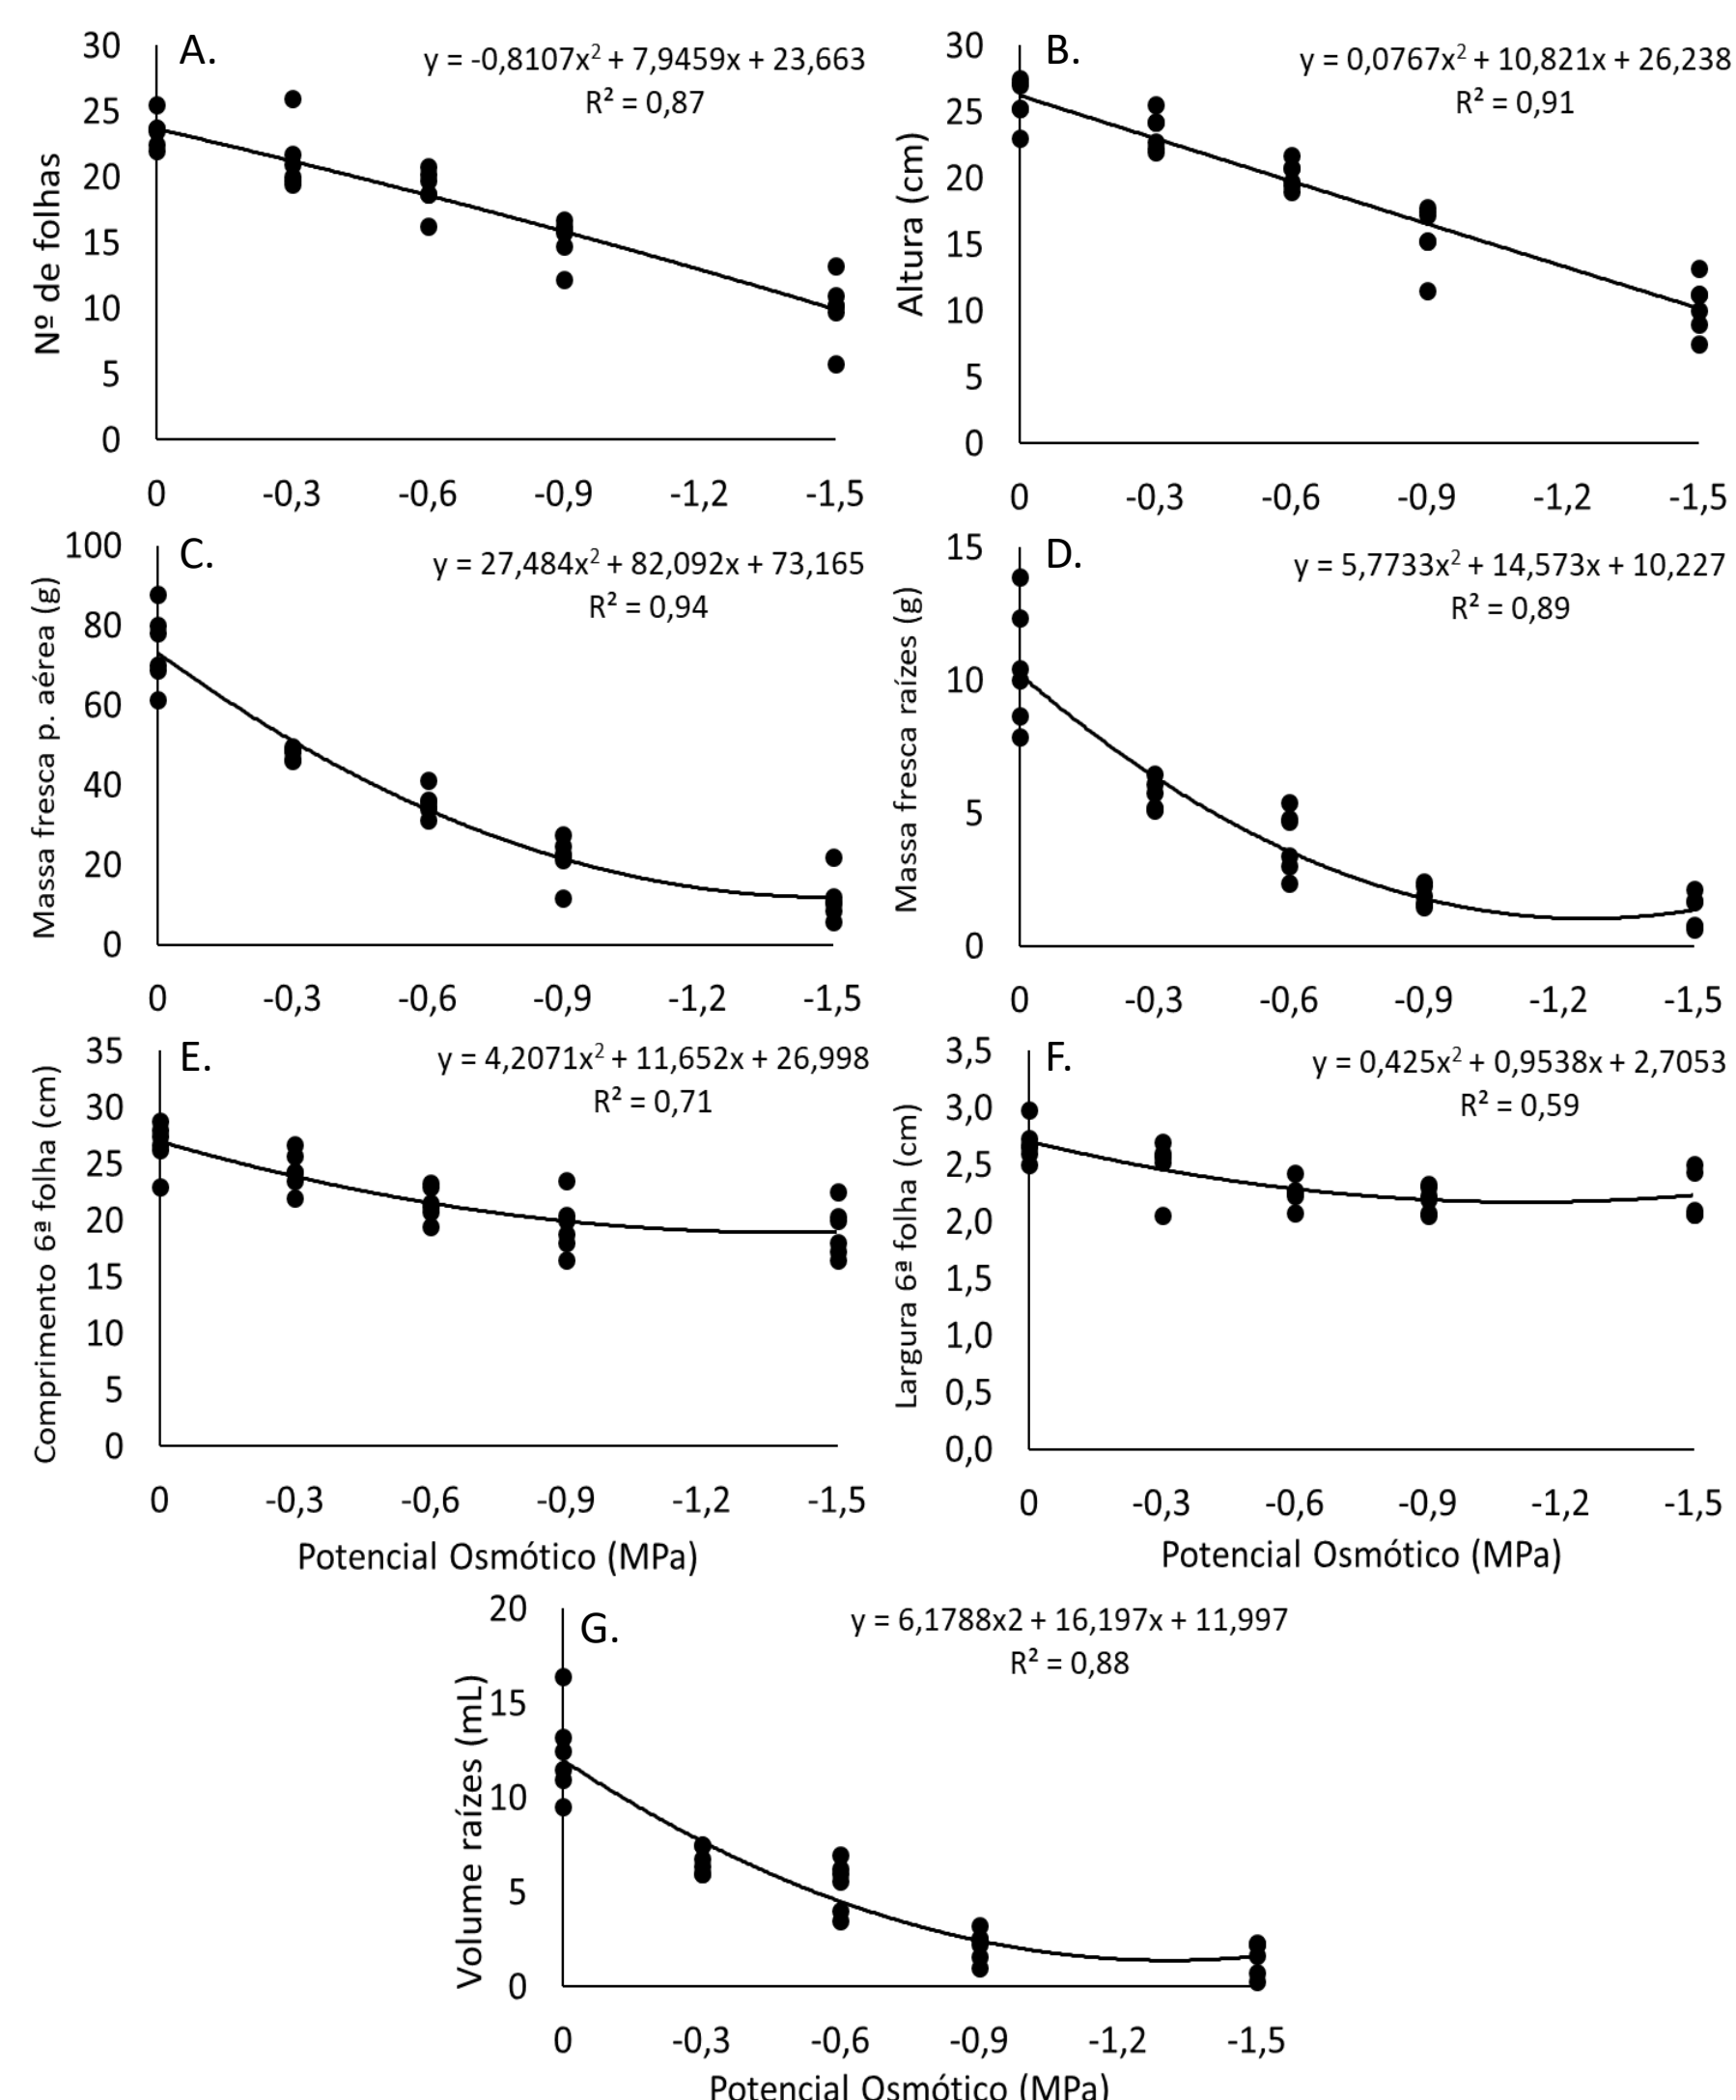 A.
y = -0,8107x² + 7,9459x + 23,663
R² = 0,87
Nº de folhas
30
25
20
15
10
5
0
0 -0,3 -0,6 -0,9 -1,2 -1,5
B.
y = 0,0767x² + 10,821x + 26,238
R² = 0,91
Altura (cm)
30
25
20
15
10
5
0
0 -0,3 -0,6 -0,9 -1,2 -1,5
C.
y = 27,484x² + 82,092x + 73,165
R² = 0,94
Massa fresca p. aérea (g)
100
80
60
40
20
0
0 -0,3 -0,6 -0,9 -1,2 -1,5
D.
y = 5,7733x² + 14,573x + 10,227
R² = 0,89
Massa fresca raízes (g)
15
10
5
0
0 -0,3 -0,6 -0,9 -1,2 -1,5
E.
y = 4,2071x² + 11,652x + 26,998
R² = 0,71
Comprimento 6ª folha (cm)
35
30
25
20
15
10
5
0
0 -0,3 -0,6 -0,9 -1,2 -1,5
Potencial Osmótico (MPa)
F.
y = 0,425x² + 0,9538x + 2,7053
R² = 0,59
Largura 6ª folha (cm)
3,5
3,0
2,5
2,0
1,5
1,0
0,5
0,0
0 -0,3 -0,6 -0,9 -1,2 -1,5
Potencial Osmótico (MPa)
G.
y = 6,1788x2 + 16,197x + 11,997
R² = 0,88
Volume raízes (mL)
20
15
10
5
0
0 -0,3 -0,6 -0,9 -1,2 -1,5
Potencial Osmótico (MPa)